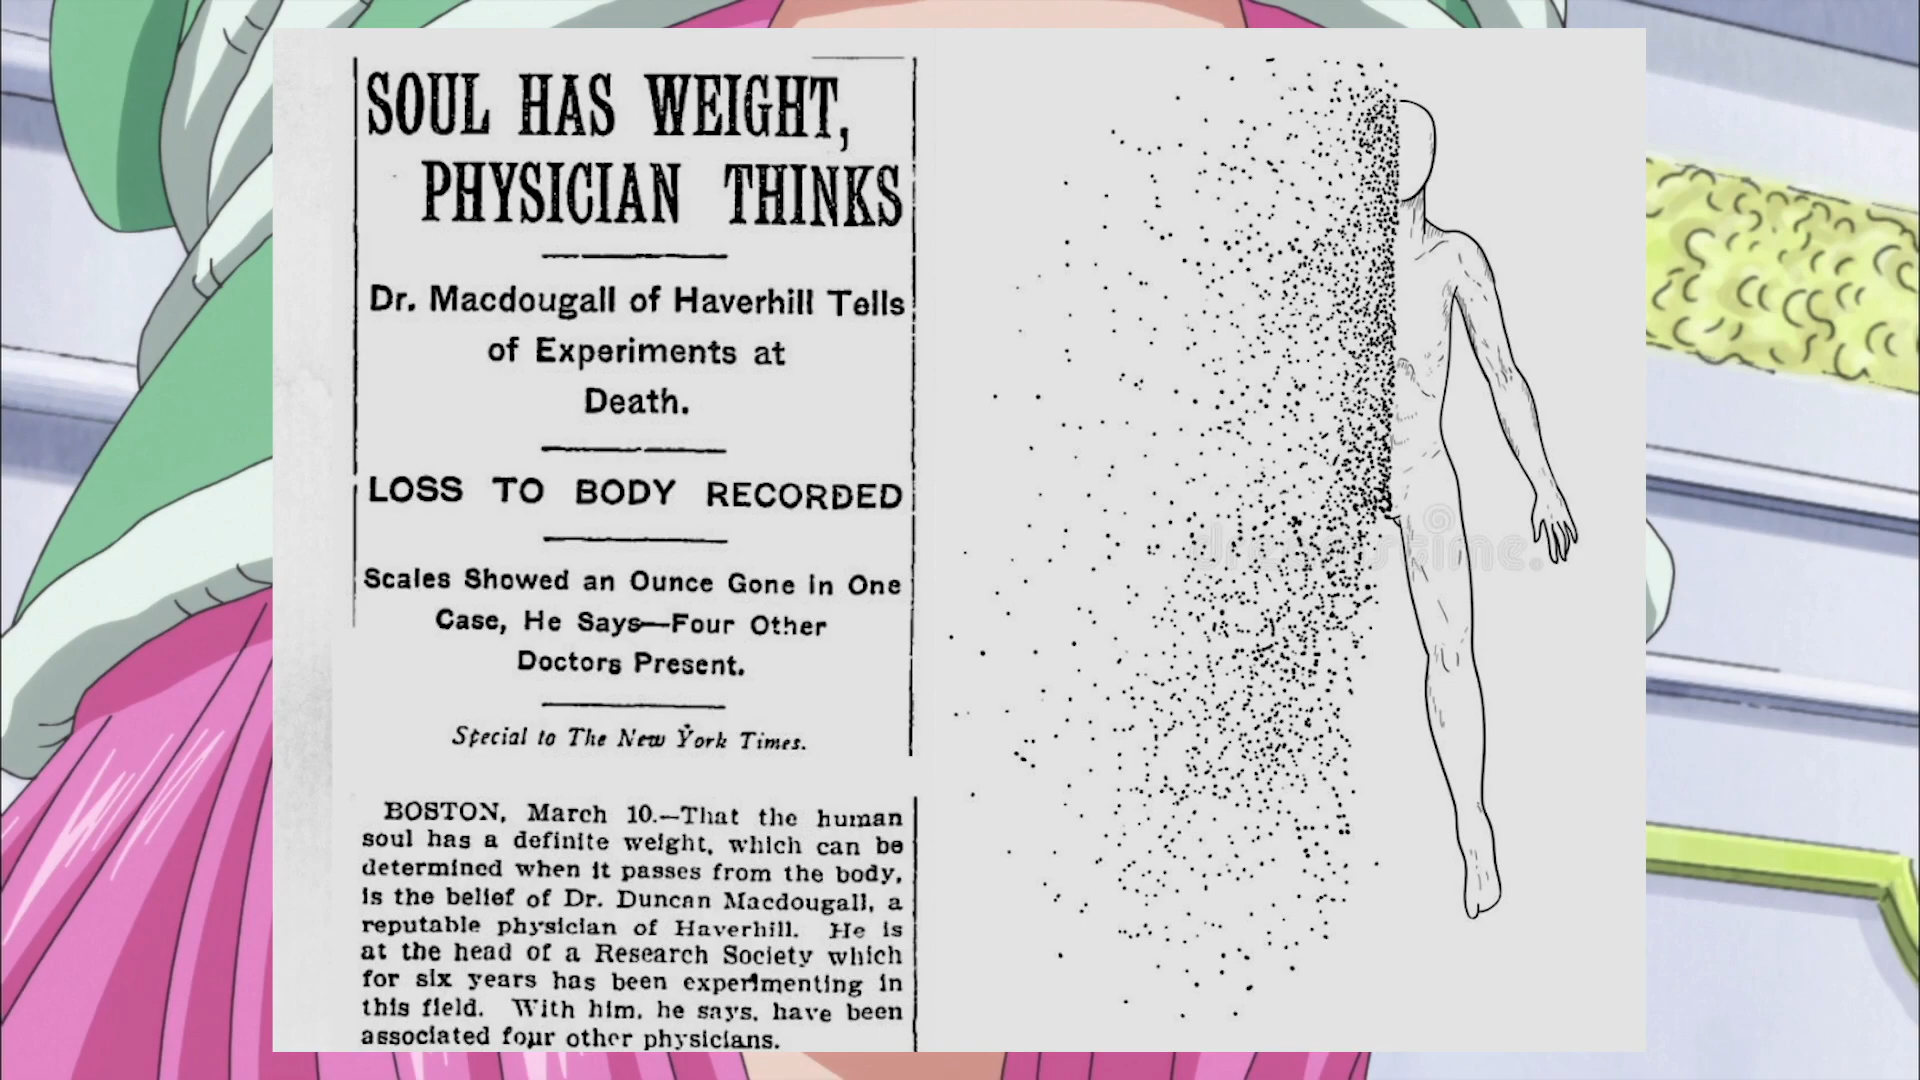 SOUL HAS WEIGHT,
PHYSICIAN THINKS
Dr. Macdougall of Haverhill Tells
of Experiments at
Death.
LOSS TO BODY RECORDED
Scales Showed an Ounce Gone in One
Case, He Says—Four Other
Doctors Present.
Special to The New York Times.
BOSTON, March 10.—That the human
soul has a definite weight, which can be
determined when it passes from the body,
is the belief of Dr. Duncan Macdougall, a
reputable physician of Haverhill. He is
at the head of a Research Society which
for six years has been experimenting in
this field. With him, he says, have been
associated four other physicians.
dreamstime.